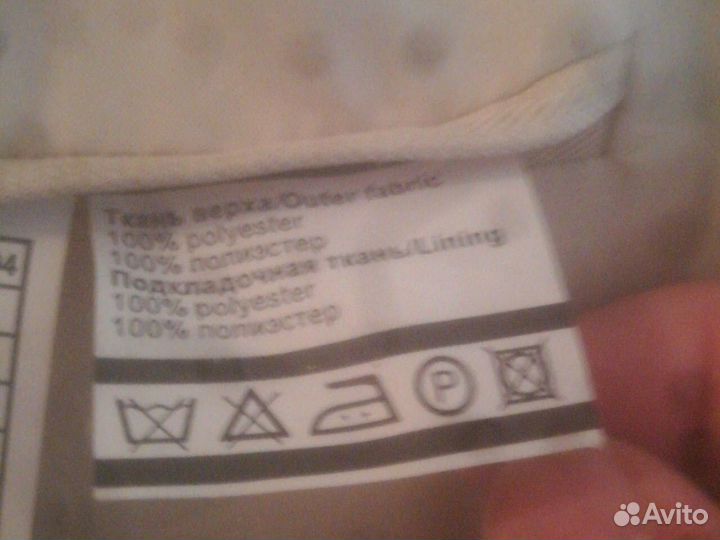 Ткань верха/Outer fabric
100% polyester
100% полиэстер
Подкладочная ткань/Lining
100% polyester
100% полиэстер
P
Avito